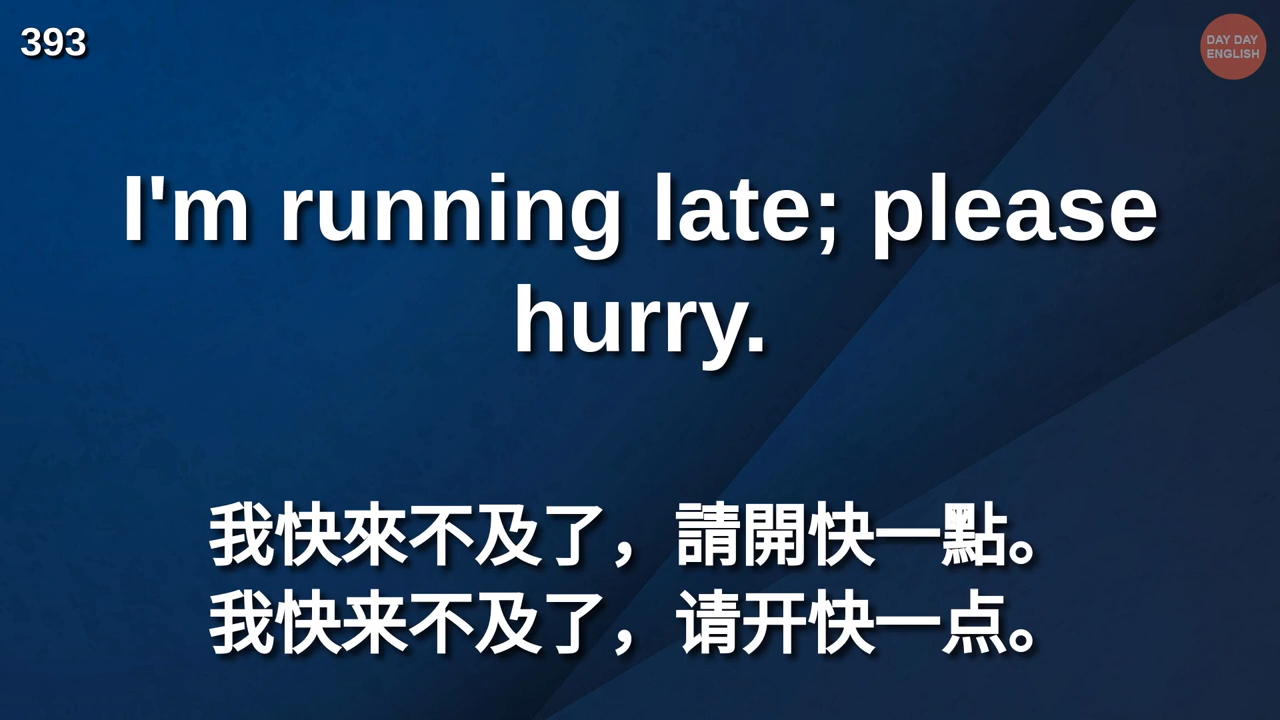 393
DAY DAY
ENGLISH
I'm running late; please
hurry.
我快來不及了，請開快一點。
我快来不及了，请开快一点。